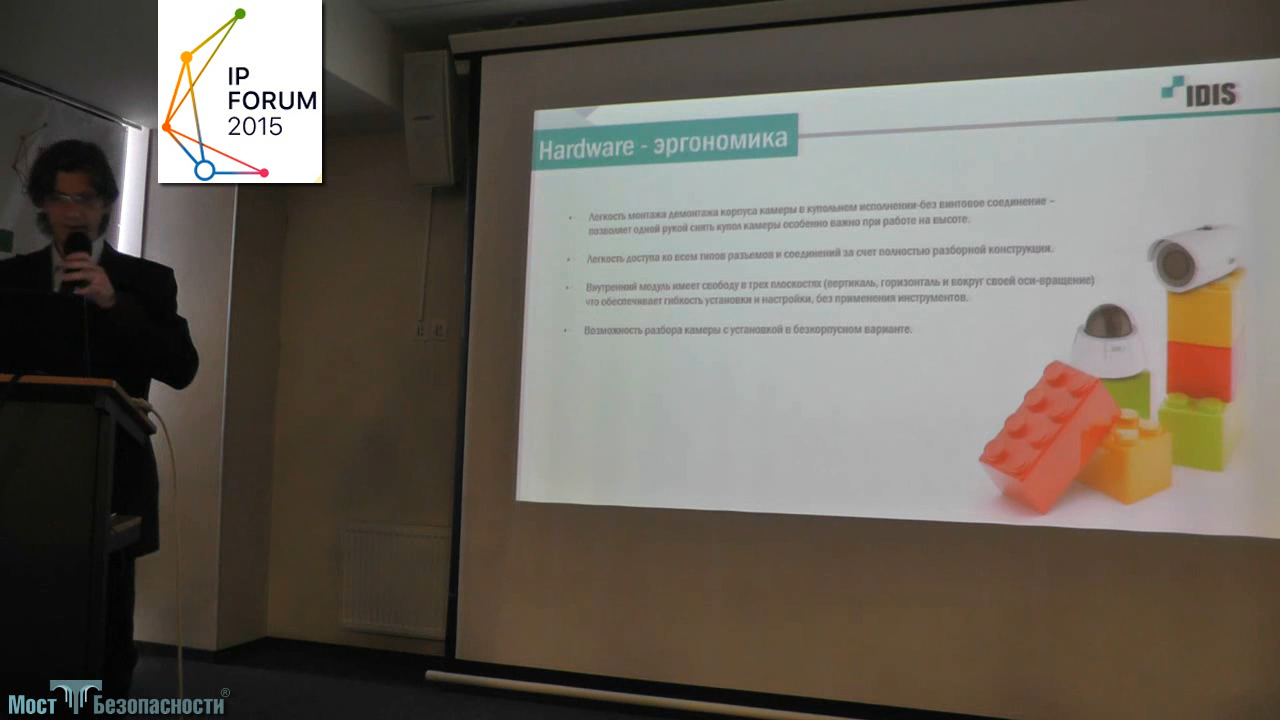 IP
FORUM
2015
IDIS
Hardware - эргономика
• Легкость монтажа демонтажа корпуса камеры в купольном исполнении-без винтовое соединение –
позволяет одной рукой снять купол камеры особенно важно при работе на высоте.
• Легкость доступа ко всем типов разъемов и соединений за счет полностью разборной конструкции.
• Внутренний модуль имеет свободу в трех плоскостях (вертикаль, горизонталь и вокруг своей оси-вращение)
что обеспечивает гибкость установки и настройки, без применения инструментов.
• Возможность разбора камеры с установкой в безкорпусном варианте.
Мост Безопасности®